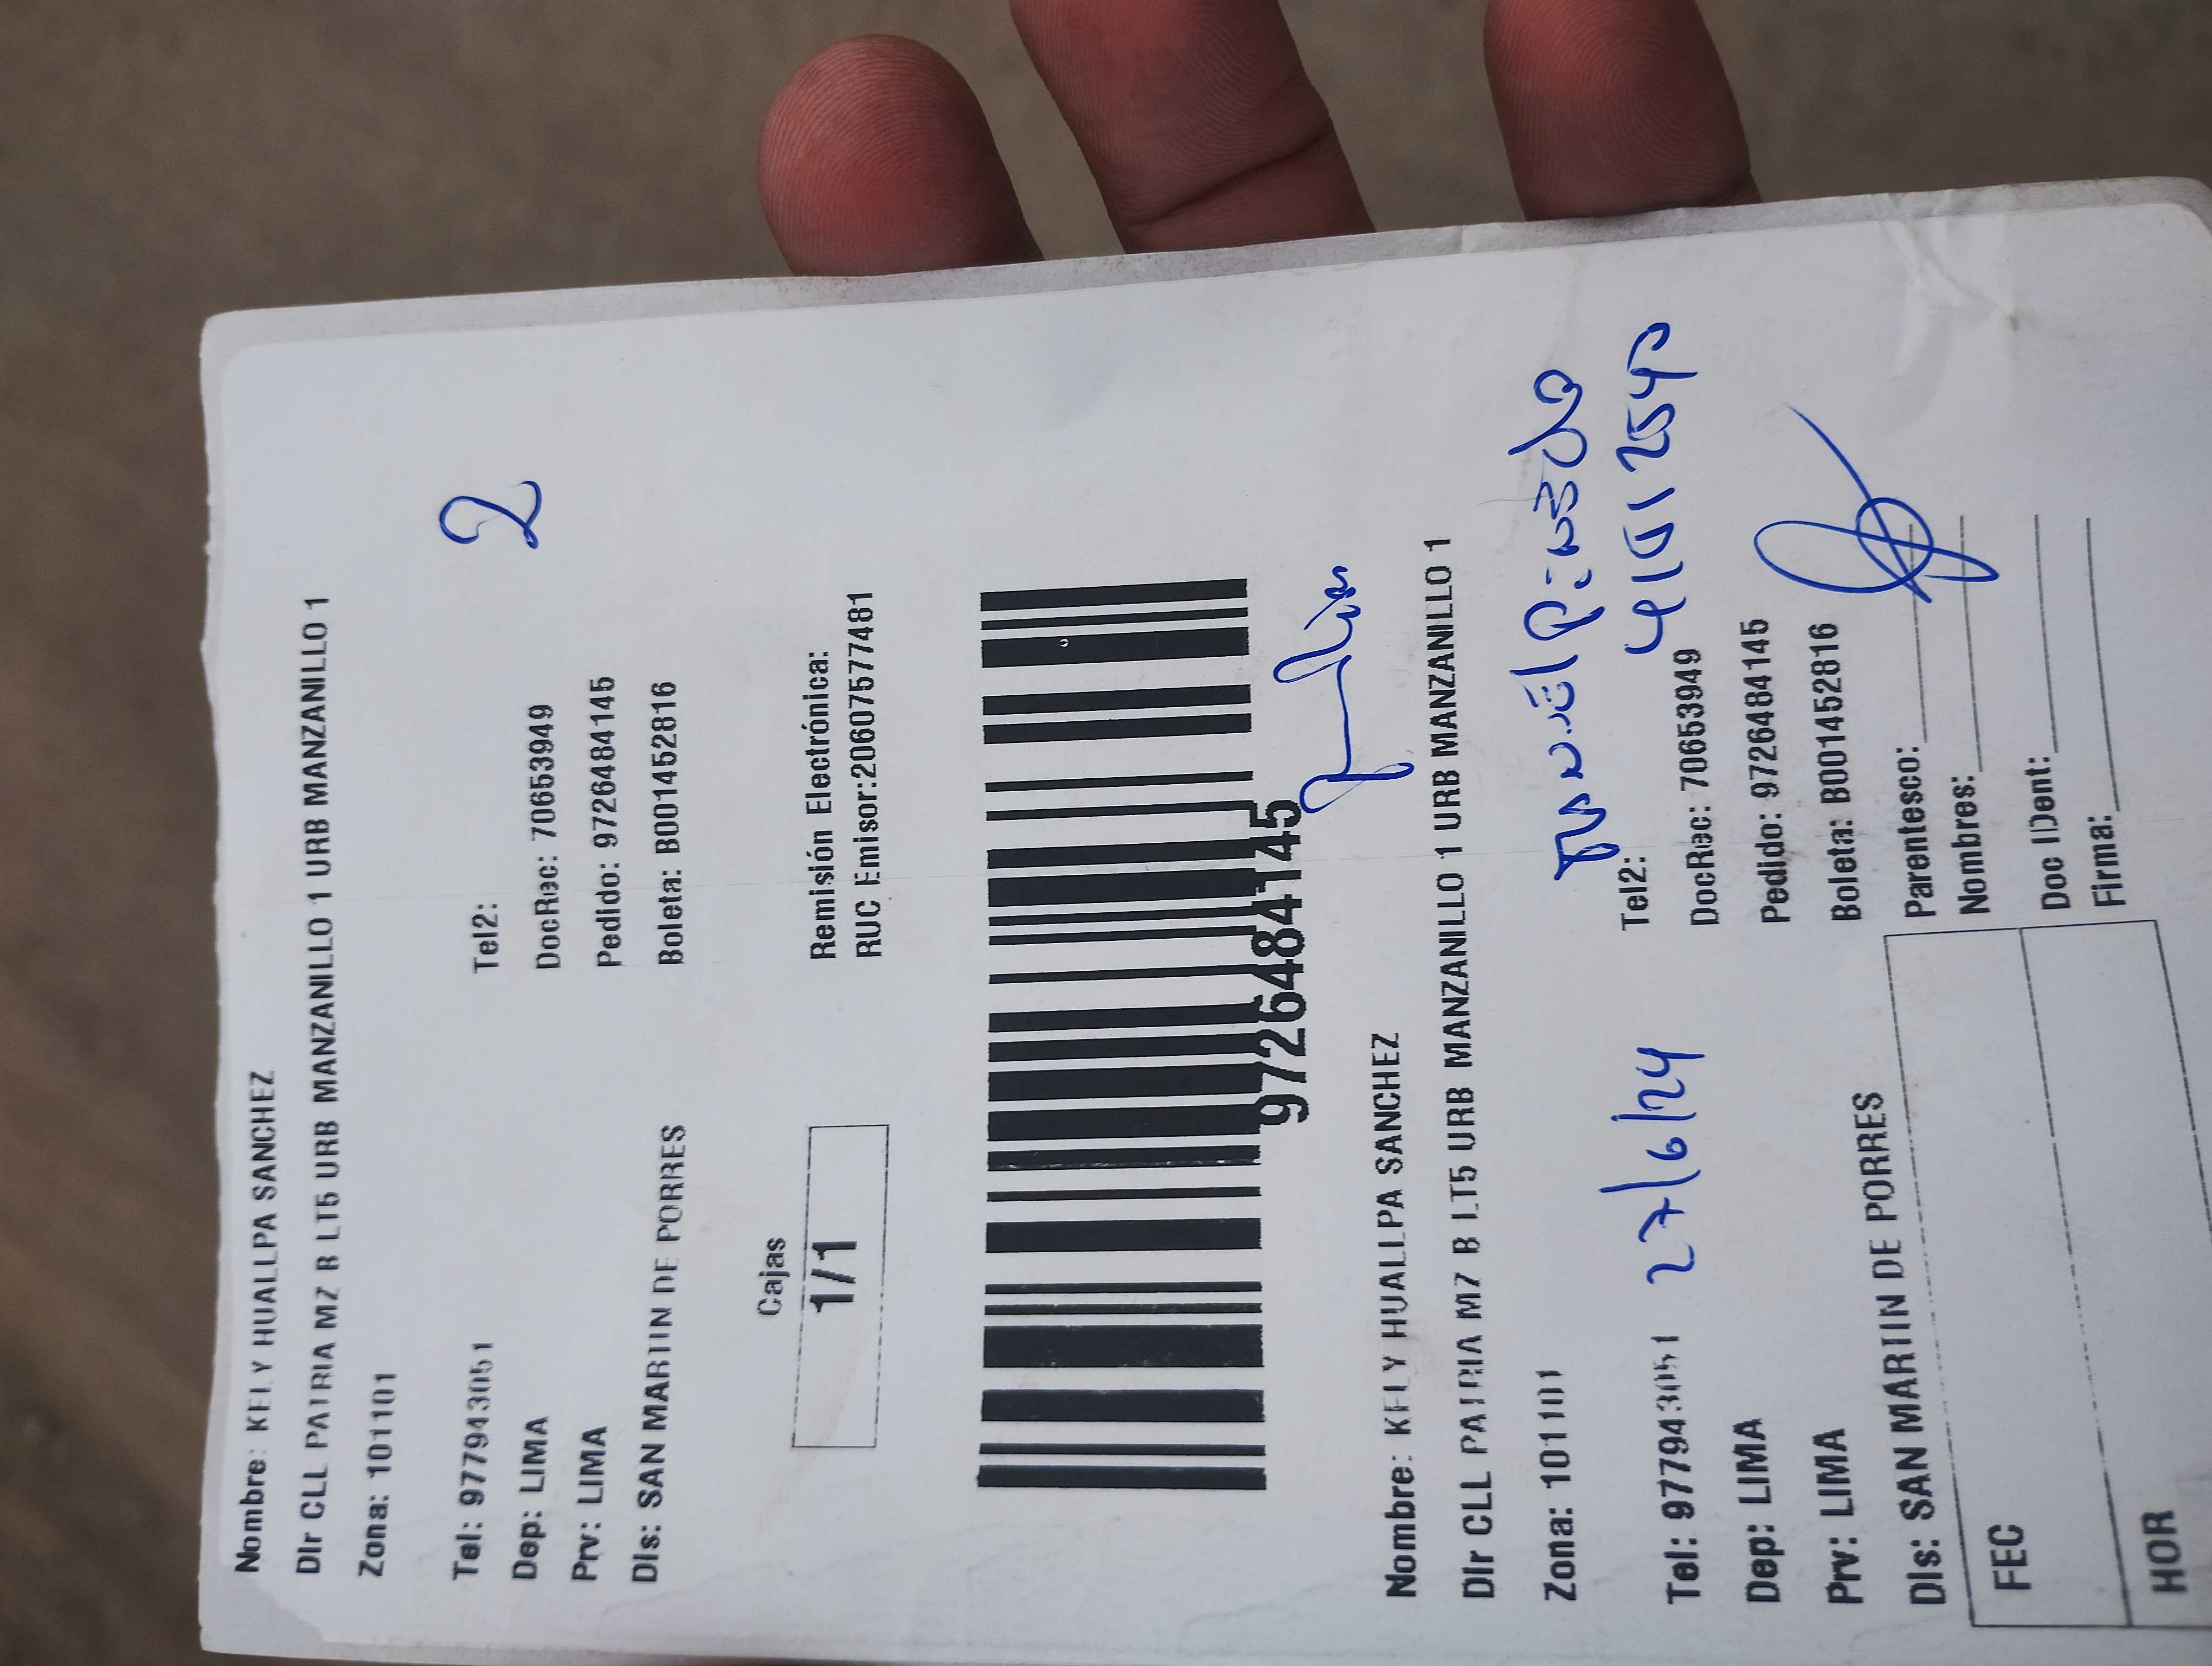 Nombre: KELY HUALLPA SANCHEZ
DIr CLL PATRIA MZ B LT5 URB MANZANILLO 1 URB MANZANILLO 1
Zona: 101101
2
Tel: 977943051 Tel2:
Dep: LIMA DocRec: 70653949
Prv: LIMA Pedido: 9726484145
DIs: SAN MARTIN DE PORRES Boleta: B001452816
Cajas
1/1
Remisión Electrónica:
RUC Emisor:20607577481
9726484145
Nombre: KELY HUALLPA SANCHEZ
DIr CLL PATRIA MZ B LT5 URB MANZANILLO 1 URB MANZANILLO 1
Zona: 101101
Tel: 977943051 27/6/24 Tel2:
Dep: LIMA DocRec: 70653949
Prv: LIMA Pedido: 9726484145
DIs: SAN MARTIN DE PORRES Boleta: B001452816
FEC
HOR
Parentesco:
Nombres:
Doc IDent:
Firma: